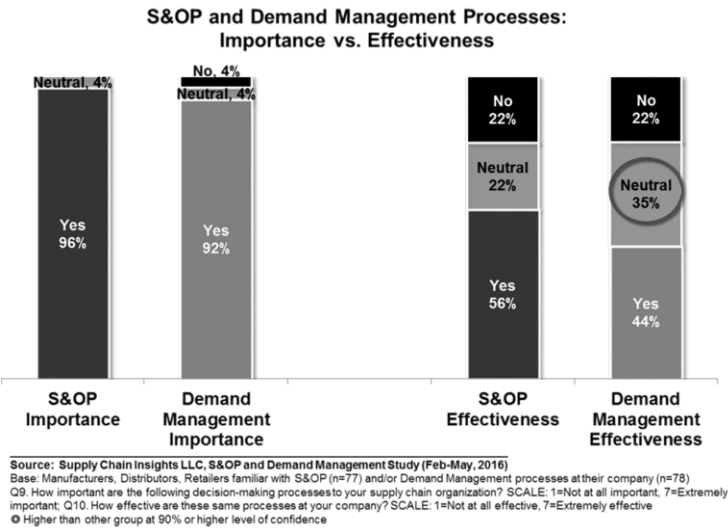 S&OP and Demand Management Processes:
Importance vs. Effectiveness
Neutral, 4%
No, 4%
Neutral, 4%
Yes
96%
Yes
92%
No
22%
Neutral
22%
Yes
56%
No
22%
Neutral
35%
Yes
44%
S&OP
Importance
Demand
Management
Importance
S&OP
Effectiveness
Demand
Management
Effectiveness
Source: Supply Chain Insights LLC, S&OP and Demand Management Study (Feb-May, 2016)
Base: Manufacturers, Distributors, Retailers familiar with S&OP (n=77) and/or Demand Management processes at their company (n=78)
Q9. How important are the following decision-making processes to your supply chain organization? SCALE: 1=Not at all important, 7=Extremely
important; Q10. How effective are these same processes at your company? SCALE: 1=Not at all effective, 7=Extremely effective
Higher than other group at 90% or higher level of confidence